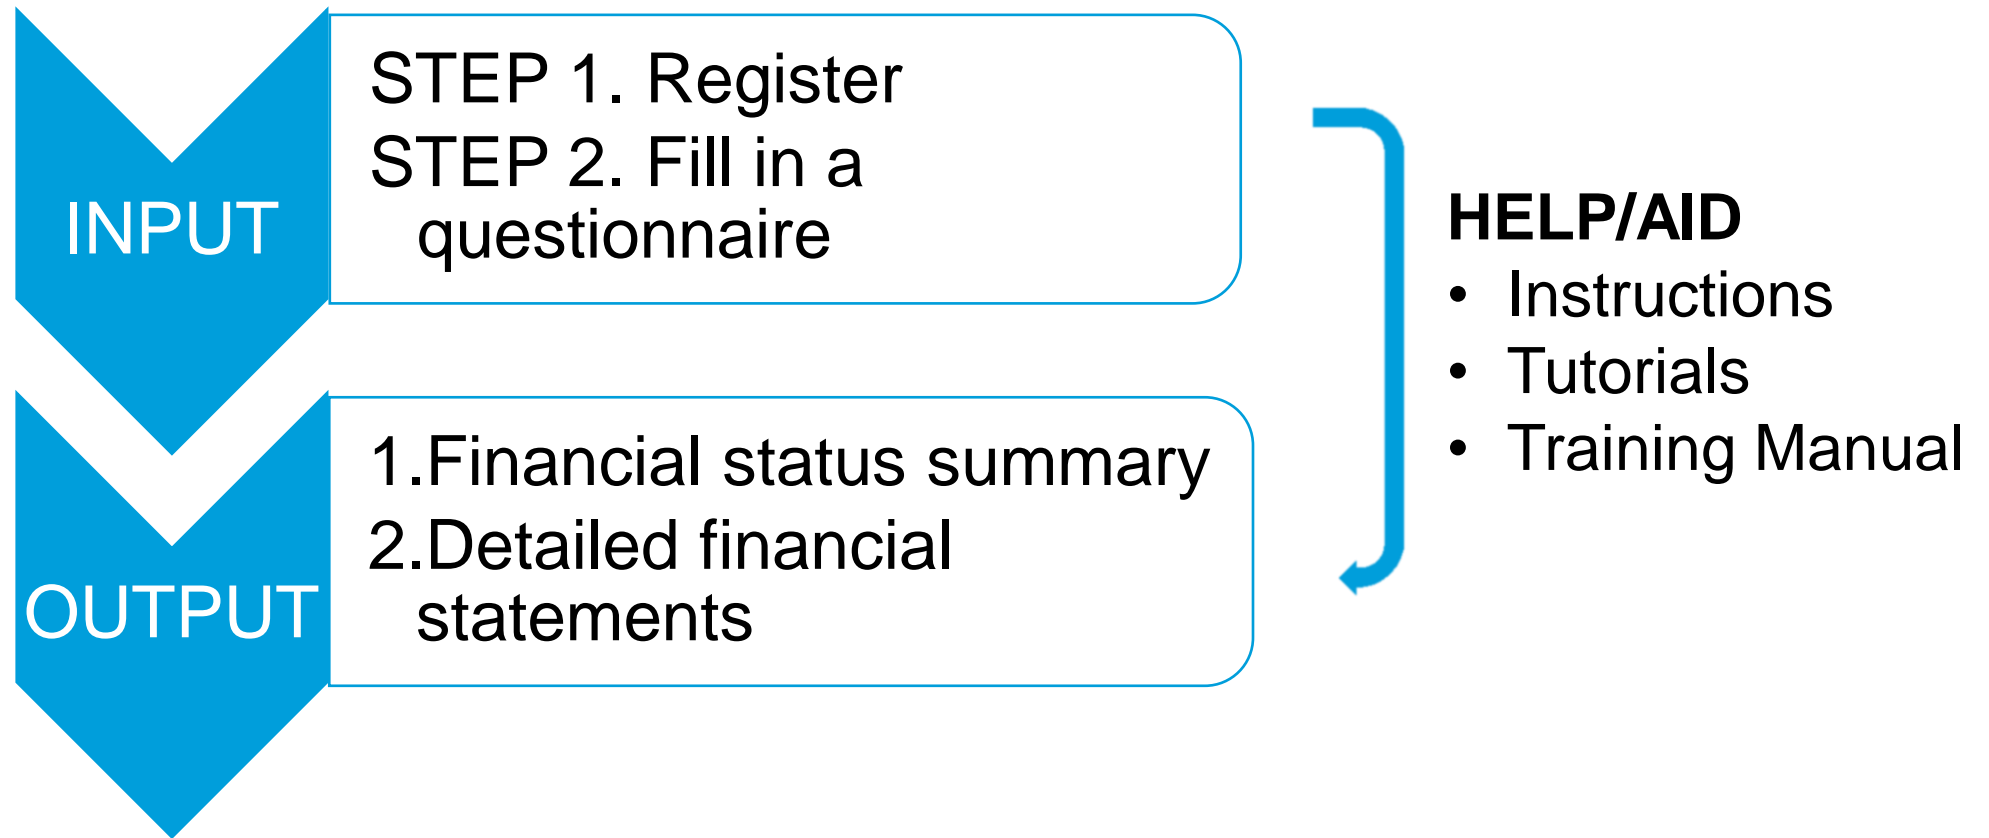 INPUT
STEP 1. Register
STEP 2. Fill in a
questionnaire
OUTPUT
1.Financial status summary
2.Detailed financial
statements
HELP/AID
• Instructions
• Tutorials
• Training Manual